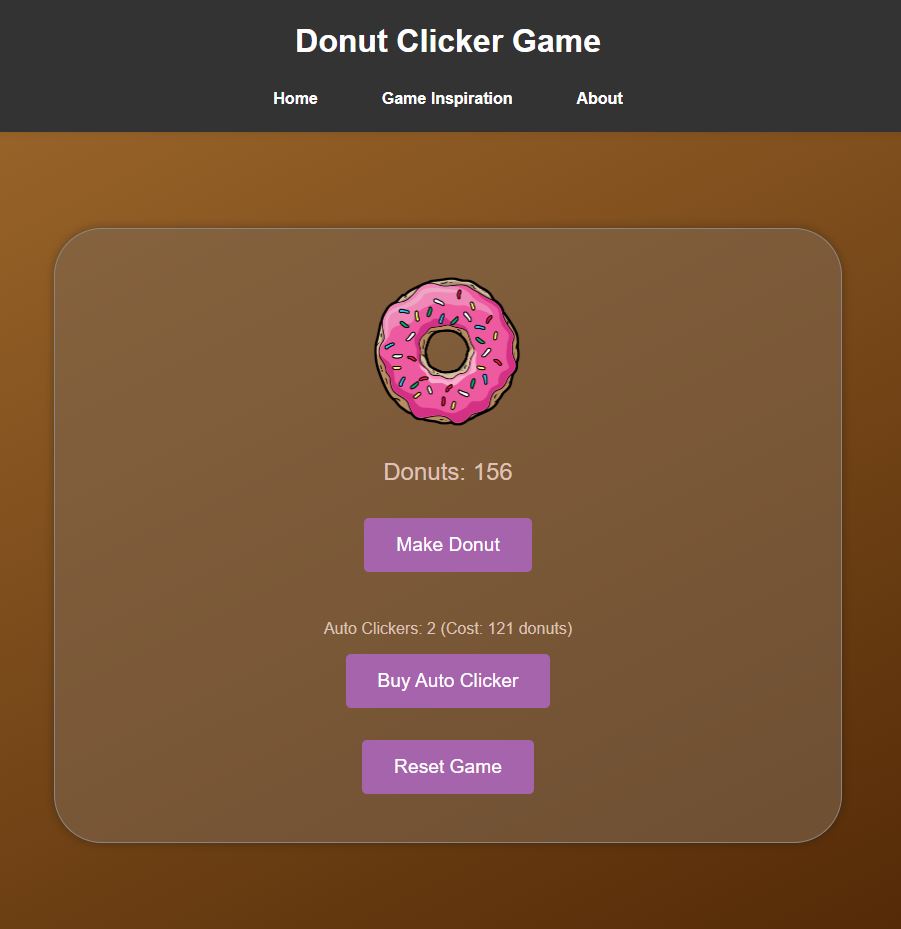 Donut Clicker Game
Home Game Inspiration About
Donuts: 156
Make Donut
Auto Clickers: 2 (Cost: 121 donuts)
Buy Auto Clicker
Reset Game